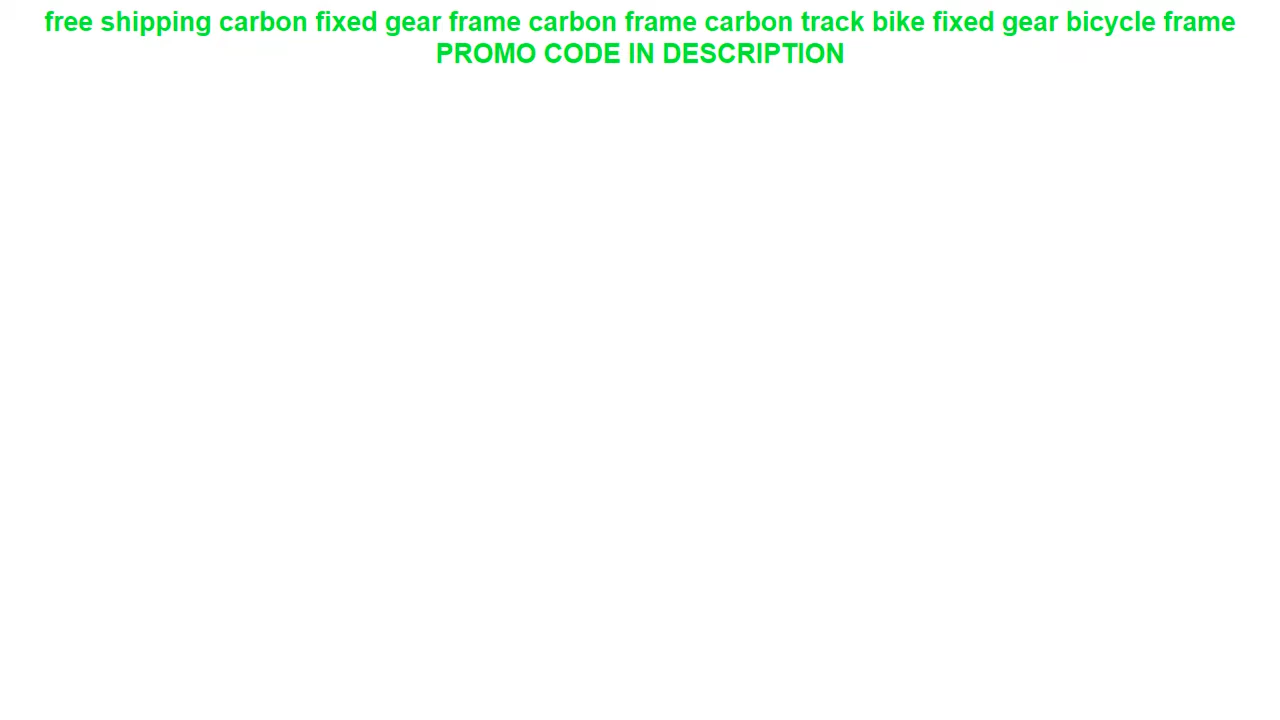 free shipping carbon fixed gear frame carbon frame carbon track bike fixed gear bicycle frame
PROMO CODE IN DESCRIPTION